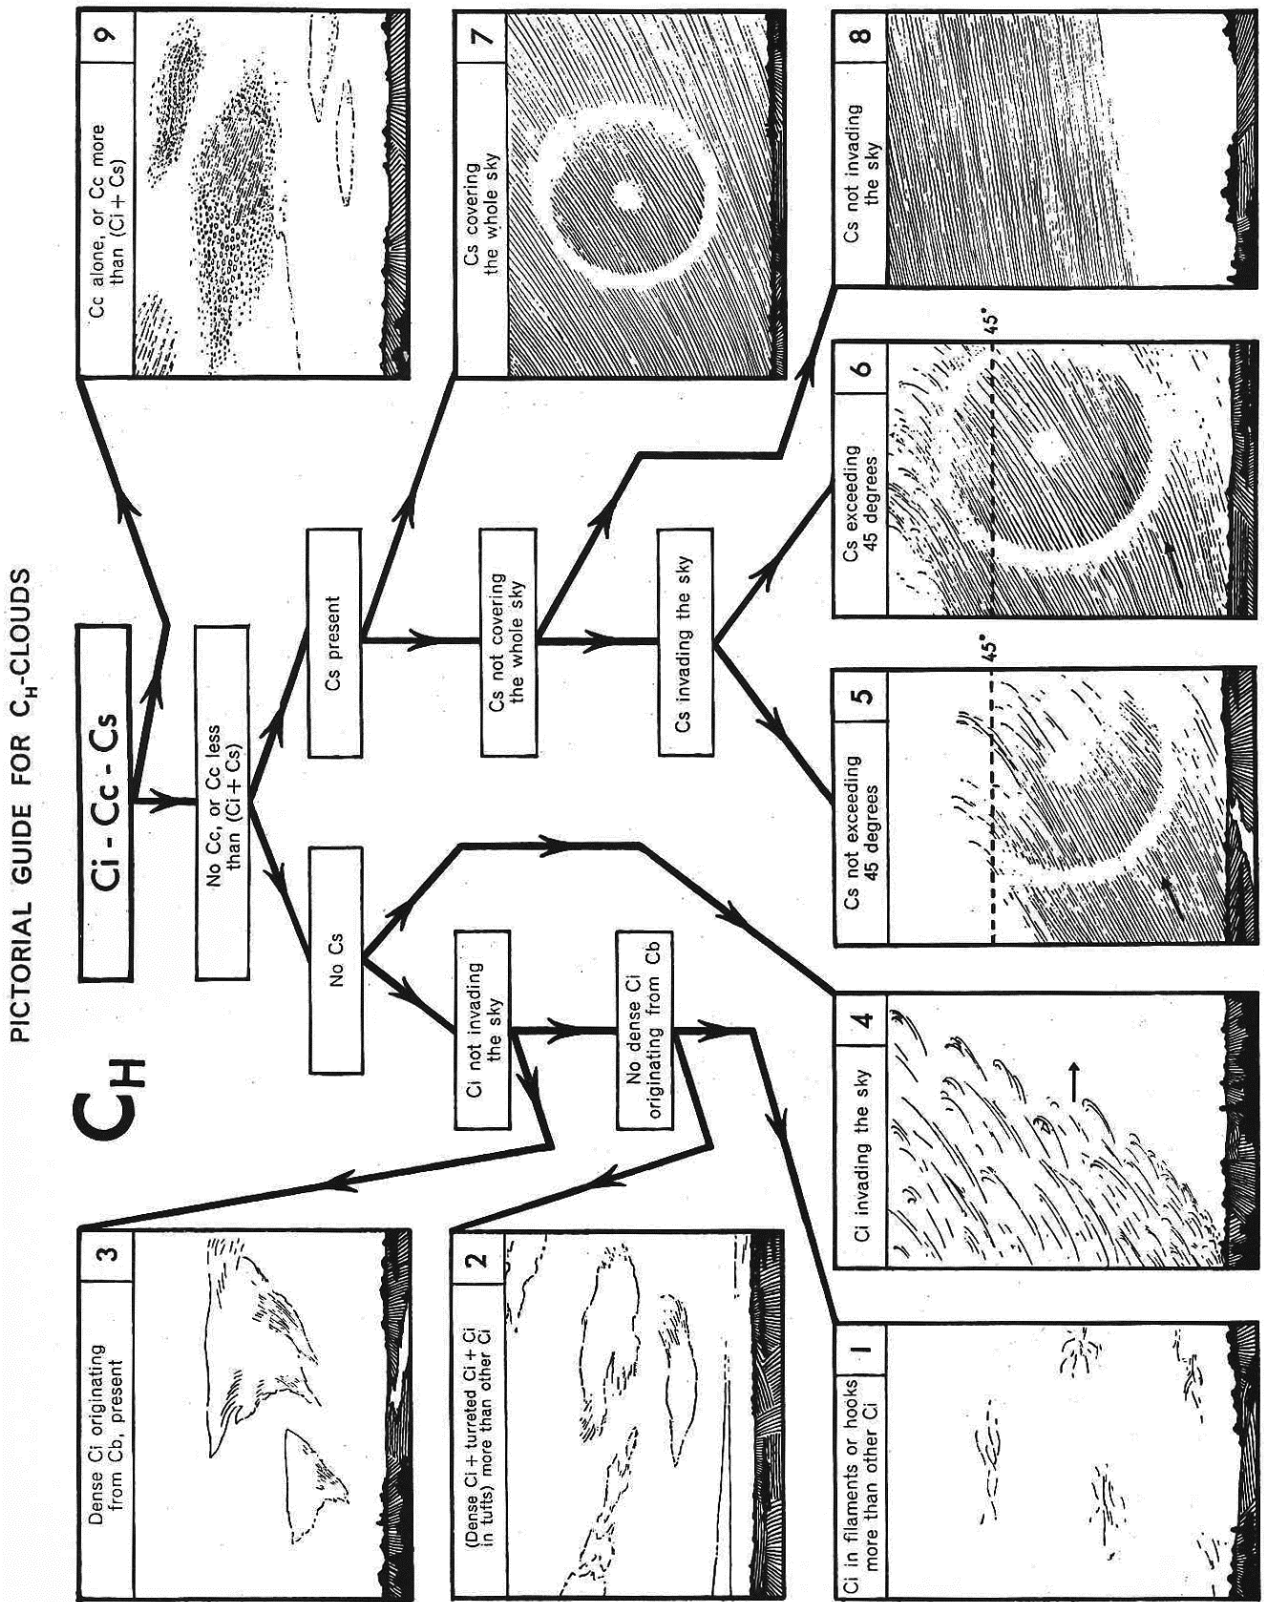 PICTORIAL GUIDE FOR CH-CLOUDS
CH
Ci - Cc - Cs
No Cc, or Cc less
than (Ci + Cs)
No Cs
Cs present
Ci not invading
the sky
Cs not covering
the whole sky
No dense Ci
originating from Cb
Cs invading the sky
Dense Ci originating
from Cb, present
3
Cc alone, or Cc more
than (Ci + Cs)
9
(Dense Ci + turreted Ci + Ci
in tufts) more than other Ci
2
Cs covering
the whole sky
7
Ci in filaments or hooks
more than other Ci
1
Ci invading the sky
4
Cs not exceeding
45 degrees
5
45°
Cs exceeding
45 degrees
6
45°
Cs not invading
the sky
8